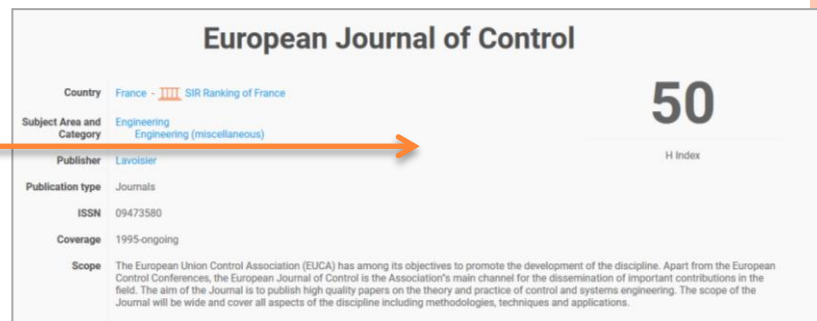 European Journal of Control
Country France - SIR Ranking of France
50
H Index
Subject Area and Category Engineering
Engineering (miscellaneous)
Publisher Lavoisier
Publication type Journals
ISSN 09473580
Coverage 1995-ongoing
Scope The European Union Control Association (EUCA) has among its objectives to promote the development of the discipline. Apart from the European
Control Conferences, the European Journal of Control is the Association"s main channel for the dissemination of important contributions in the
field. The aim of the Journal is to publish high quality papers on the theory and practice of control and systems engineering. The scope of the
Journal will be wide and cover all aspects of the discipline including methodologies, techniques and applications.